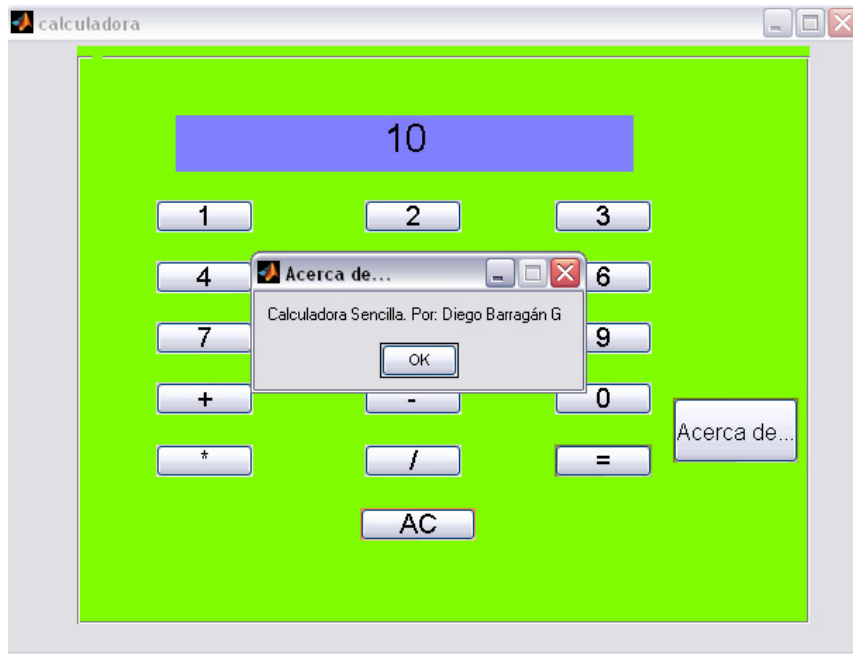 calculadora
10
1 2 3
4 Acerca de... 6
Calculadora Sencilla. Por: Diego Barragán G
7 9
OK
+ - 0
Acerca de...
* / =
AC